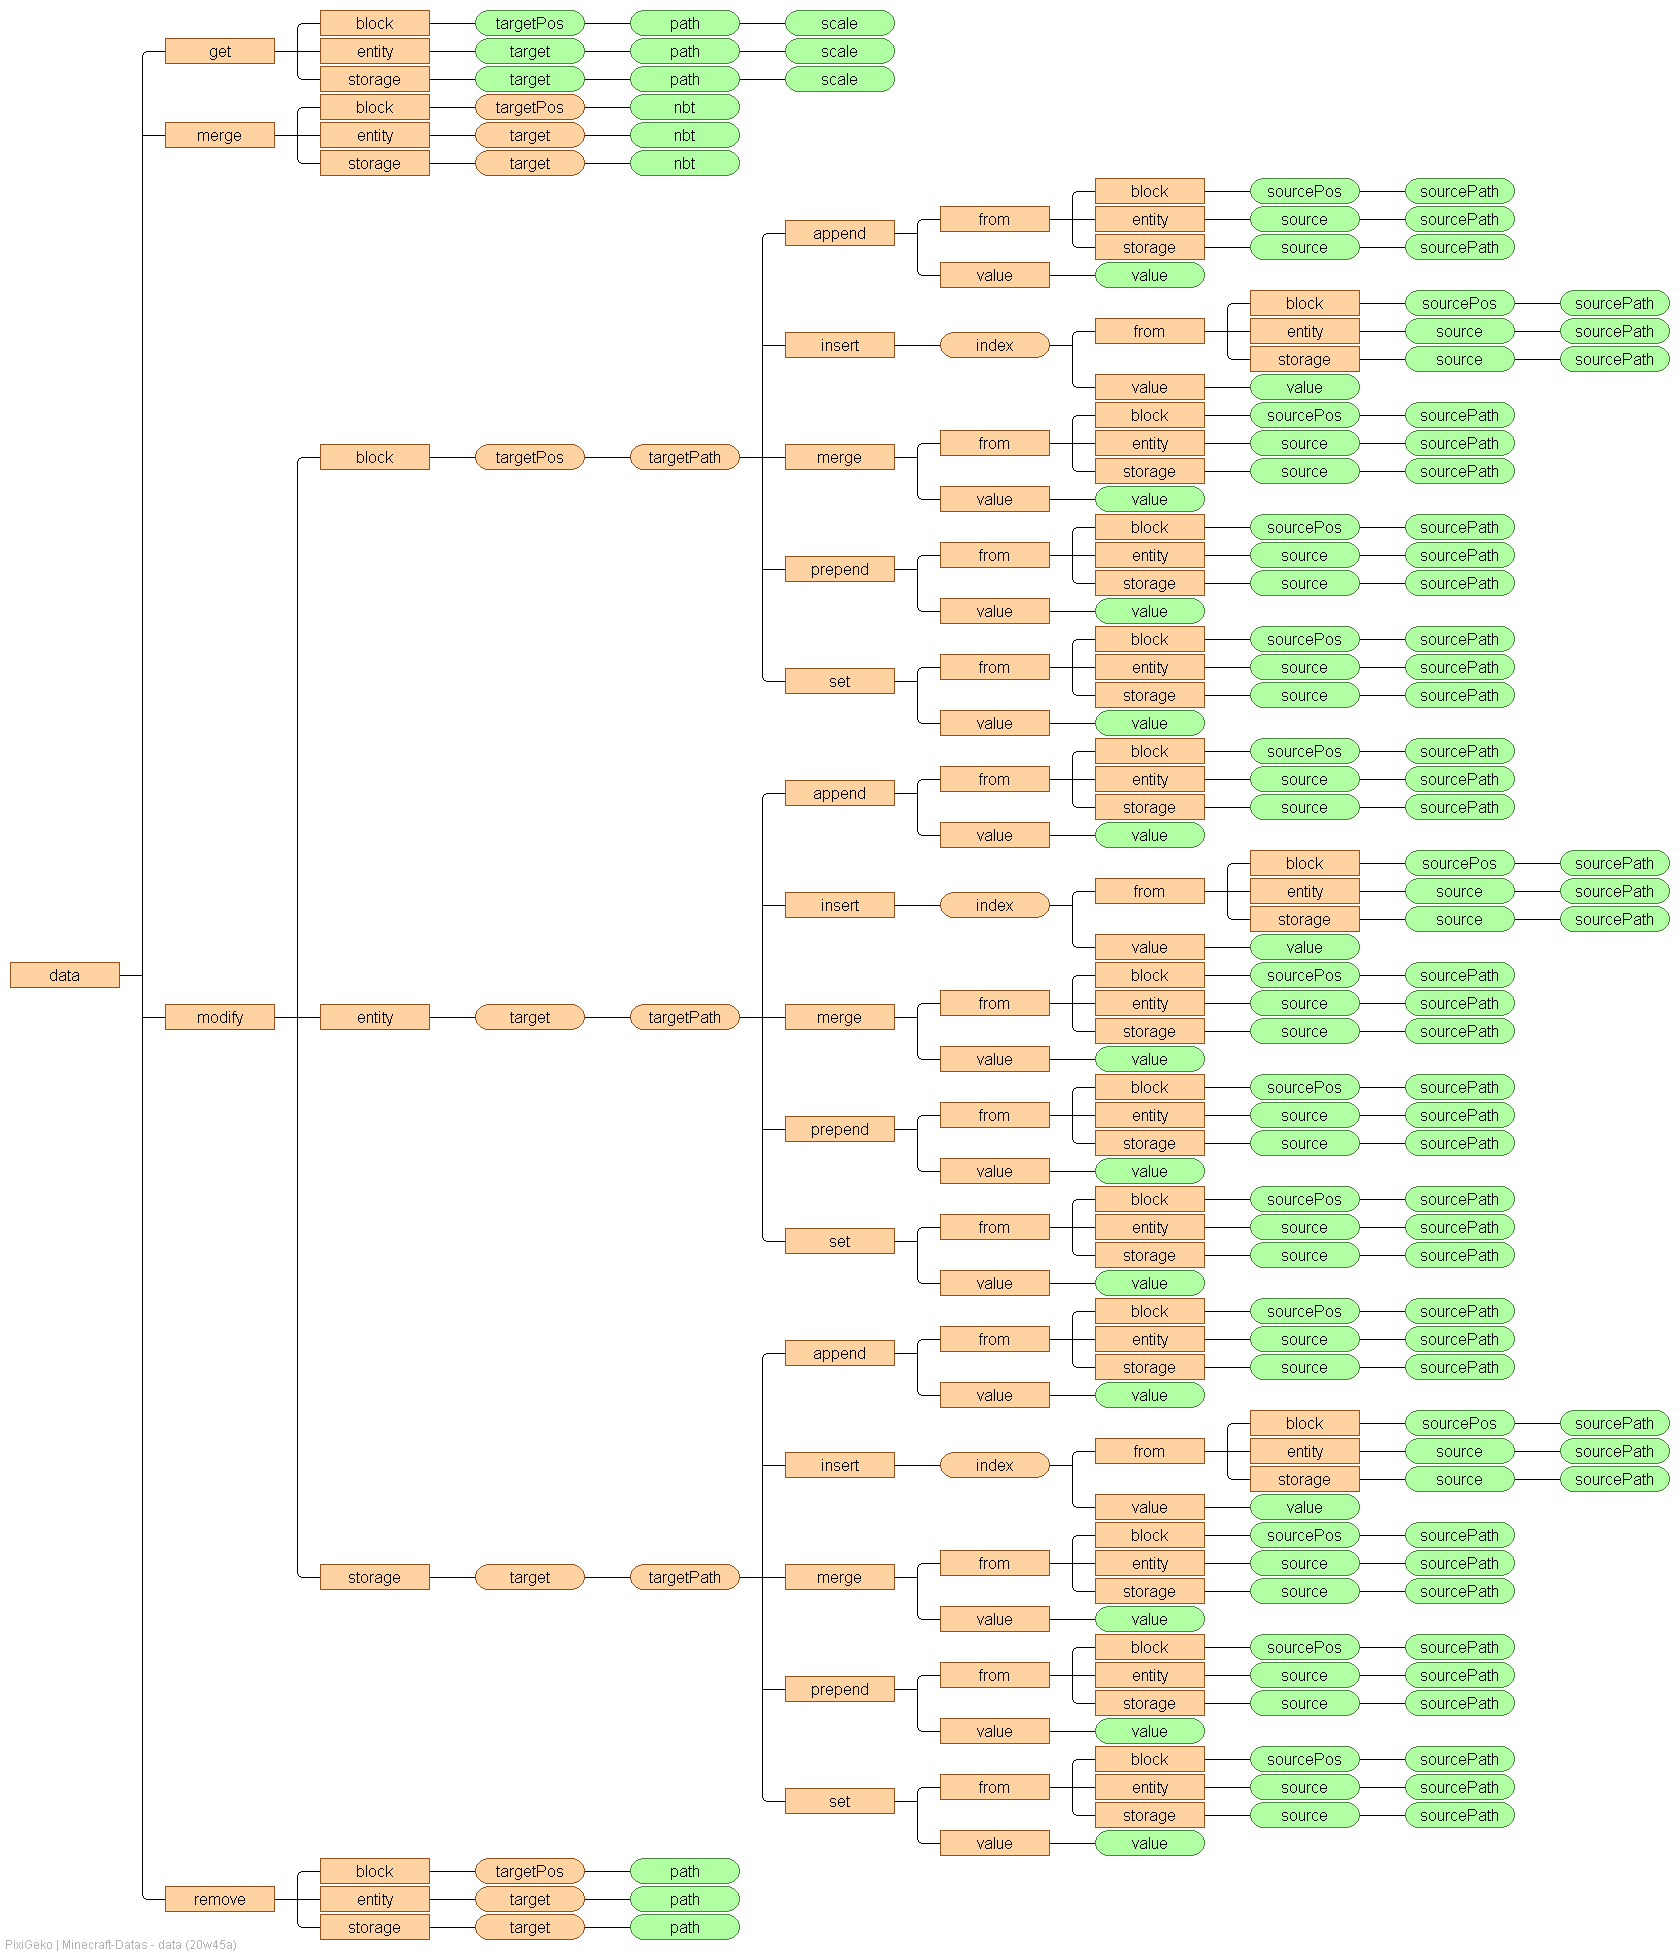 block targetPos path scale
get entity target path scale
storage target path scale
block targetPos nbt
merge entity target nbt
storage target nbt
block sourcePos sourcePath
from entity source sourcePath
append
storage source sourcePath
value value
block sourcePos sourcePath
from entity source sourcePath
insert index
storage source sourcePath
value value
block sourcePos sourcePath
from entity source sourcePath
block targetPos targetPath merge
storage source sourcePath
value value
block sourcePos sourcePath
from entity source sourcePath
prepend
storage source sourcePath
value value
block sourcePos sourcePath
from entity source sourcePath
set
storage source sourcePath
value value
block sourcePos sourcePath
from entity source sourcePath
append
storage source sourcePath
value value
block sourcePos sourcePath
from entity source sourcePath
insert index
storage source sourcePath
value value
data block sourcePos sourcePath
from entity source sourcePath
modify entity target targetPath merge
storage source sourcePath
value value
block sourcePos sourcePath
from entity source sourcePath
prepend
storage source sourcePath
value value
block sourcePos sourcePath
from entity source sourcePath
set
storage source sourcePath
value value
block sourcePos sourcePath
from entity source sourcePath
append
storage source sourcePath
value value
block sourcePos sourcePath
from entity source sourcePath
insert index
storage source sourcePath
value value
block sourcePos sourcePath
from entity source sourcePath
storage target targetPath merge
storage source sourcePath
value value
block sourcePos sourcePath
from entity source sourcePath
prepend
storage source sourcePath
value value
block sourcePos sourcePath
from entity source sourcePath
set
storage source sourcePath
value value
block targetPos path
remove entity target path
storage target path
PixiGeko | Minecraft-Datas - data (20w45a)